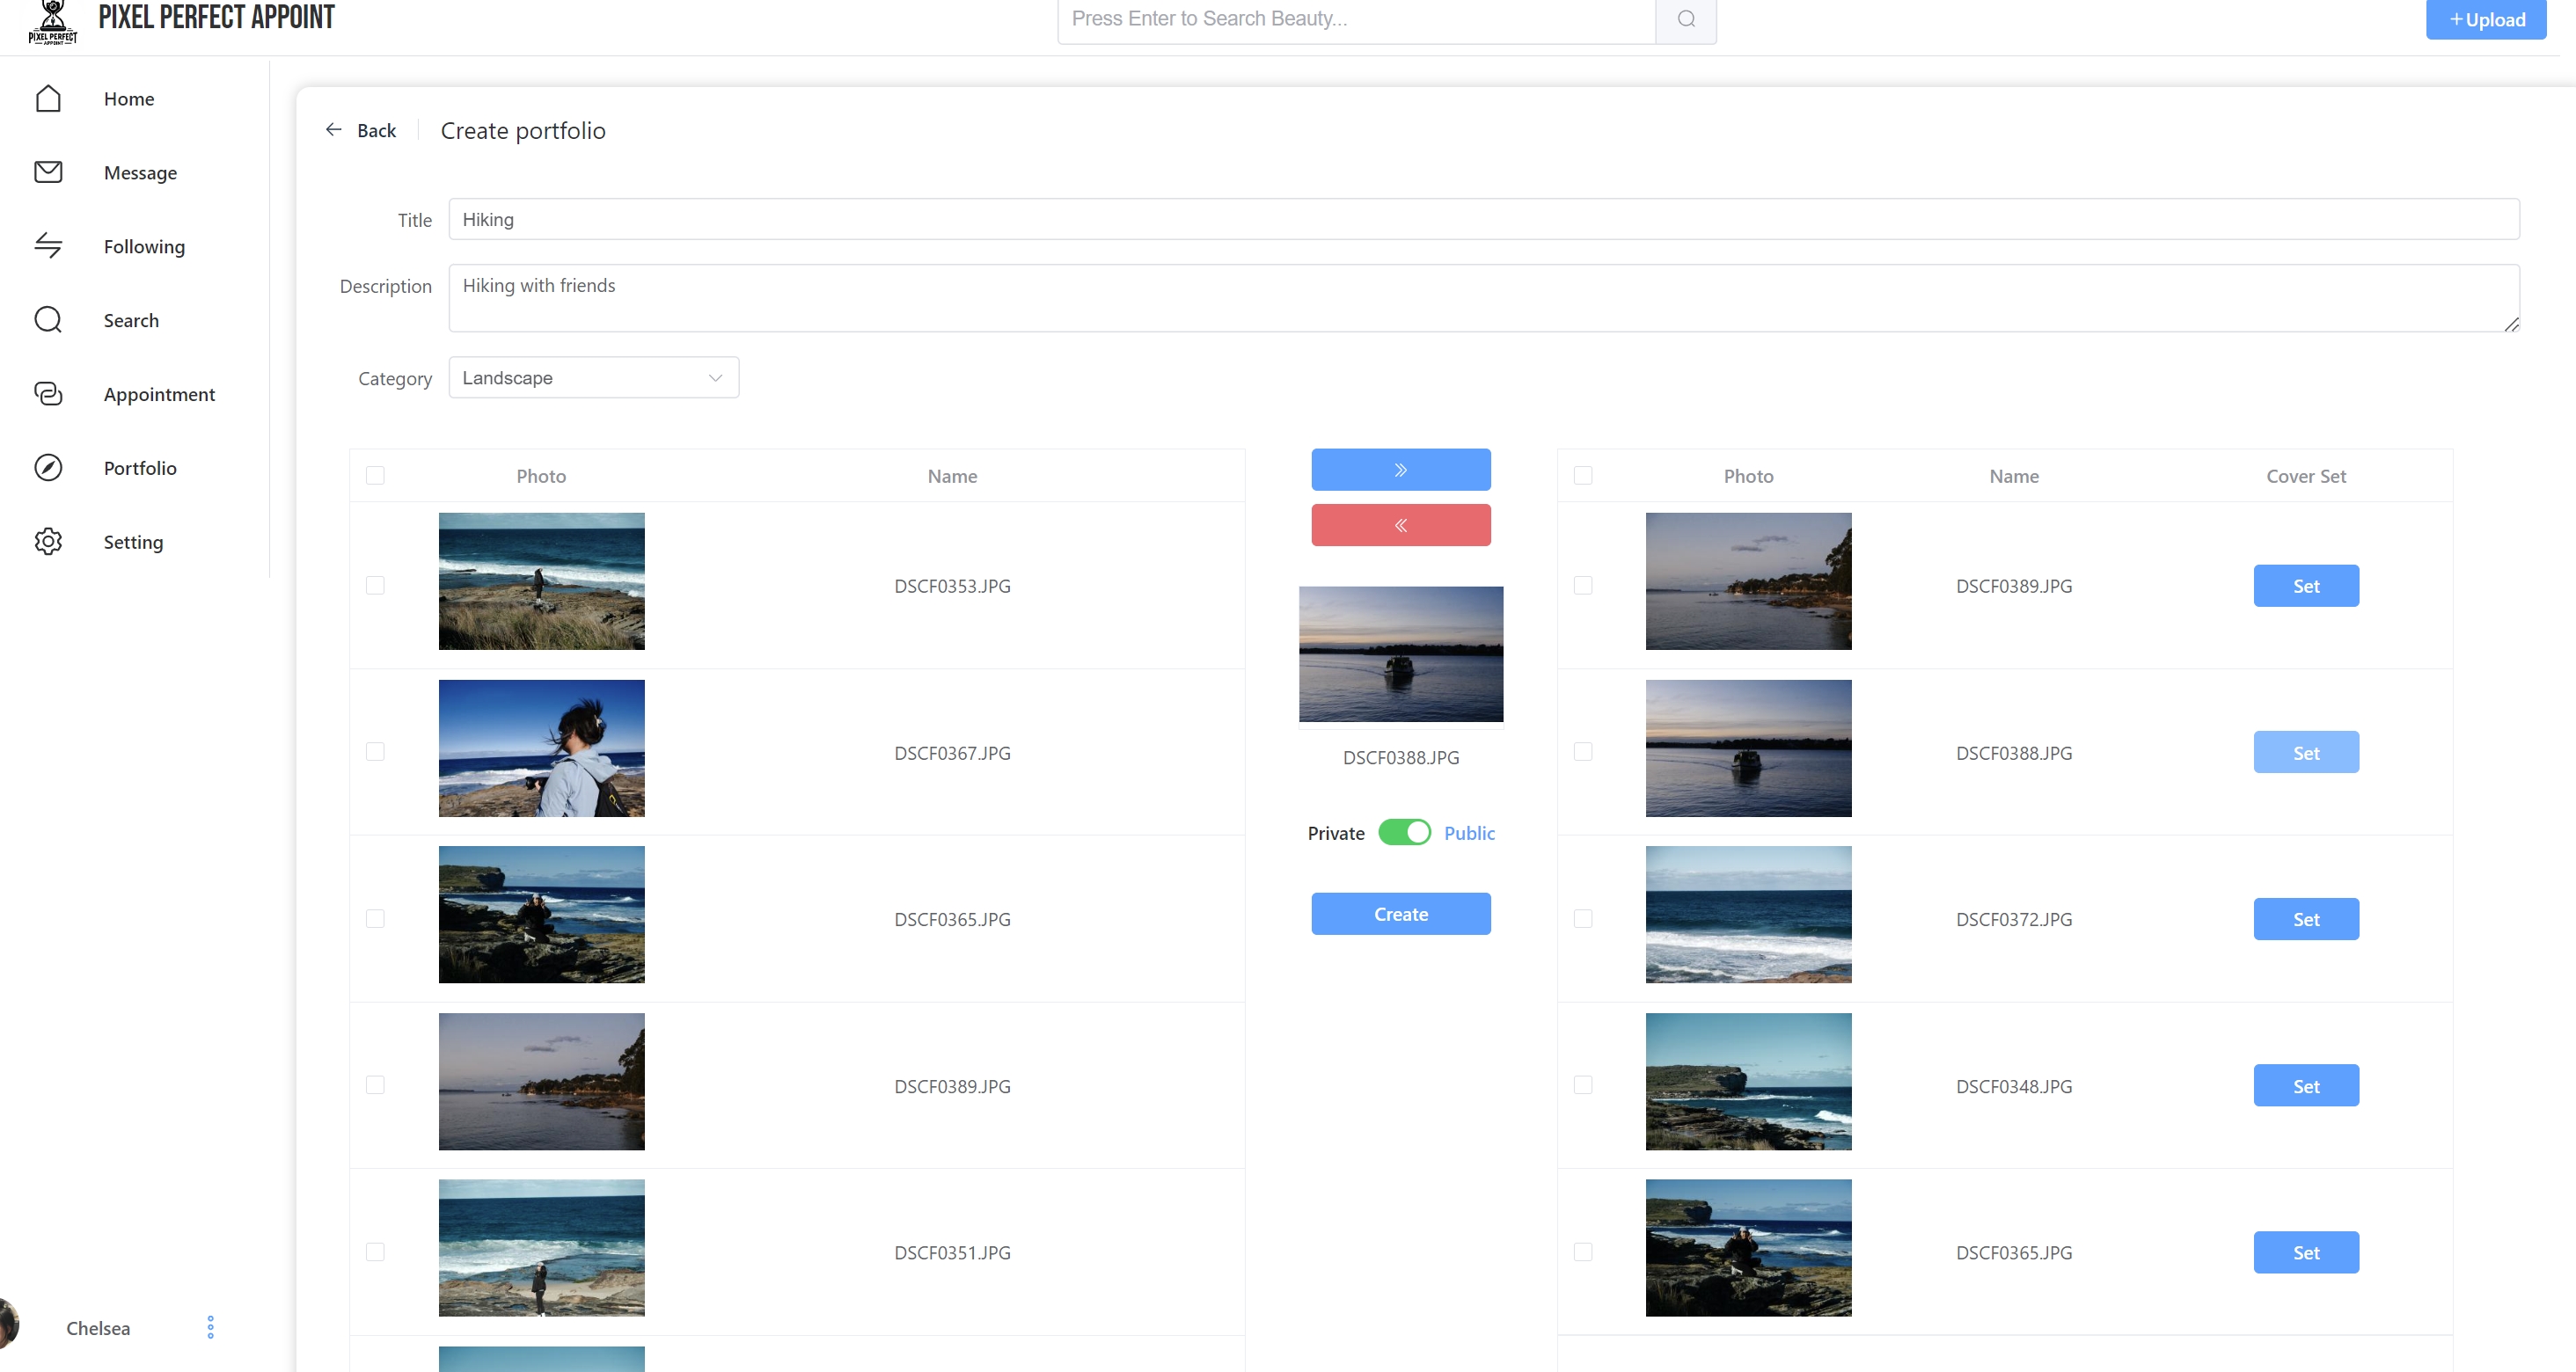 PIXEL PERFECT
APPOINT
PIXEL PERFECT APPOINT
Press Enter to Search Beauty...
+Upload
Home
Message
Following
Search
Appointment
Portfolio
Setting
Chelsea
Back
Create portfolio
Title
Hiking
Description
Hiking with friends
Category
Landscape
Photo Name
DSCF0353.JPG
DSCF0367.JPG
DSCF0365.JPG
DSCF0389.JPG
DSCF0351.JPG
DSCF0388.JPG
Private Public
Create
Photo Name Cover Set
DSCF0389.JPG Set
DSCF0388.JPG Set
DSCF0372.JPG Set
DSCF0348.JPG Set
DSCF0365.JPG Set